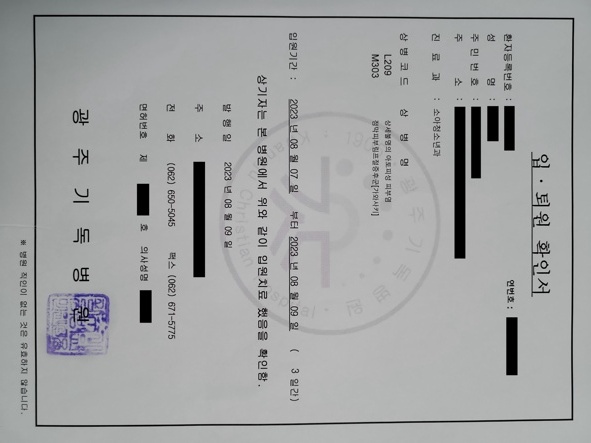 입 · 퇴원 확인서
환자등록번호 :
연번호 :
성 명 :
주민번호 :
주 소 :
진 료 과 : 소아청소년과
상 병 코 드 상 병 명
L209 상세불명의 아토피성 피부염
M303 점막피부림프절증후군[가와사키]
입원기간 : 2023 년 08 월 07 일 부터 2023 년 08 월 09 일 ( 3 일간)
상기자는 본 병원에서 위와 같이 입원치료 했음을 확인함.
발 행 일 2023 년 08 월 09 일
주 소
전 화 (062) 650-5045 팩스 (062) 671-5775
면허번호 제 호 의사성명
광 주 기 독 병 원
※ 병원 직인이 없는 것은 유효하지 않습니다.